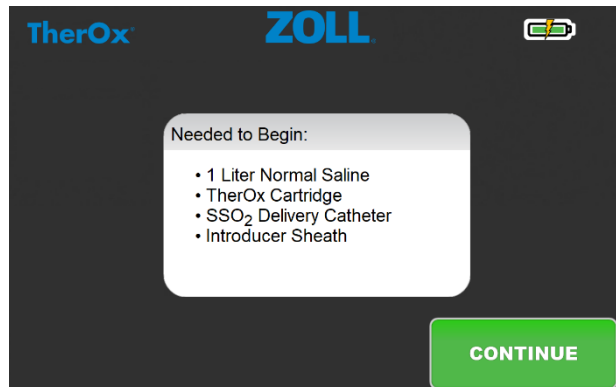 TherOx®
ZOLL®
Needed to Begin:
• 1 Liter Normal Saline
• TherOx Cartridge
• SSO₂ Delivery Catheter
• Introducer Sheath
CONTINUE